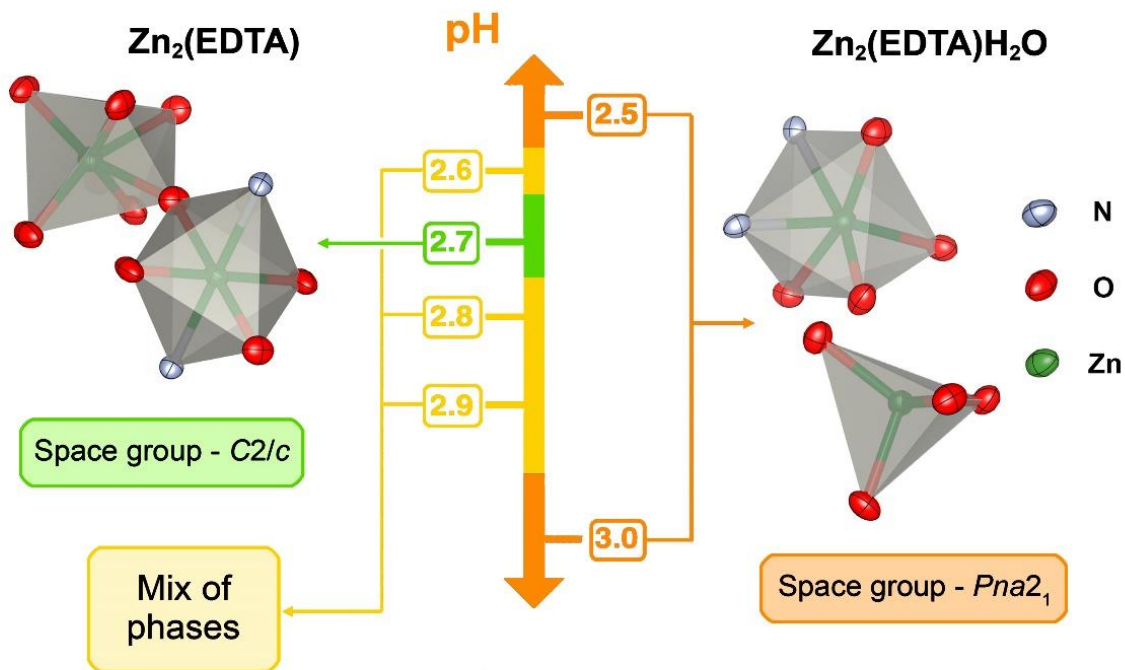 Zn₂(EDTA)
pH
Zn₂(EDTA)H₂O
2.5
2.6
2.7
2.8
2.9
3.0
N
O
Zn
Space group - C2/c
Mix of
phases
Space group - Pna2₁